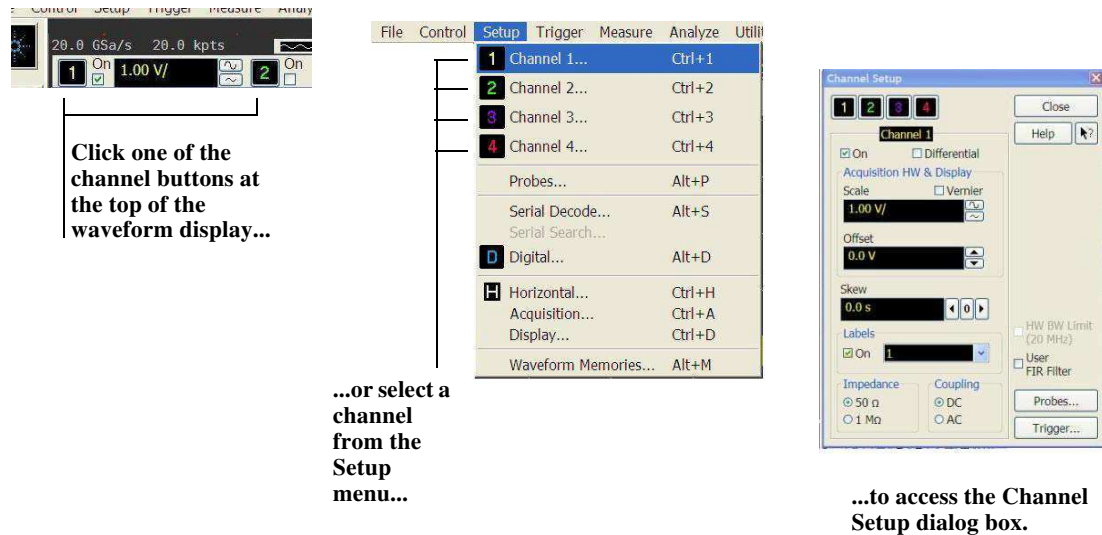 Control Setup Trigger Measure Analy
20.0 GSa/s 20.0 kpts
1 On 1.00 V/ 2 On
Click one of the
channel buttons at
the top of the
waveform display...
File Control Setup Trigger Measure Analyze Utili
1 Channel 1... Ctrl+1
2 Channel 2... Ctrl+2
3 Channel 3... Ctrl+3
4 Channel 4... Ctrl+4
Probes... Alt+P
Serial Decode... Alt+S
Serial Search...
D Digital... Alt+D
H Horizontal... Ctrl+H
Acquisition... Ctrl+A
Display... Ctrl+D
Waveform Memories... Alt+M
...or select a
channel
from the
Setup
menu...
Channel Setup
1 2 3 4
Close
Channel 1
Help ?
On Differential
Acquisition HW & Display
Scale Vernier
1.00 V/
Offset
0.0 V
Skew
0.0 s 0
Labels
On 1
HW BW Limit
(20 MHz)
User
FIR Filter
Impedance Coupling
50 Ω DC
1 MΩ AC
Probes...
Trigger...
...to access the Channel
Setup dialog box.